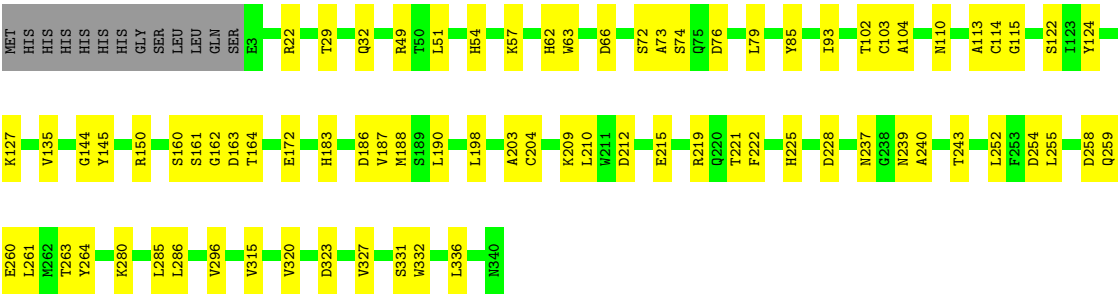 MET HIS HIS HIS HIS HIS HIS GLY SER LEU LEU GLN SER E3 R22 T29 Q32 R49 T50 L51 H54 K57 H62 W63 D66 S72 A73 S74 Q75 D76 L79 Y85 I93 T102 C103 A104 N110 A113 C114 G115 S122 I123 Y124
K127 V135 G144 Y145 R150 S160 S161 G162 D163 T164 E172 H183 D186 V187 M188 S189 L190 L198 A203 C204 K209 L210 W211 D212 E215 R219 Q220 T221 F222 H225 D228 N237 G238 N239 A240 T243 L252 F253 D254 L255 D258 Q259
E260 L261 M262 T263 Y264 K280 L285 L286 V296 V315 V320 D323 V327 S331 W332 L336 N340